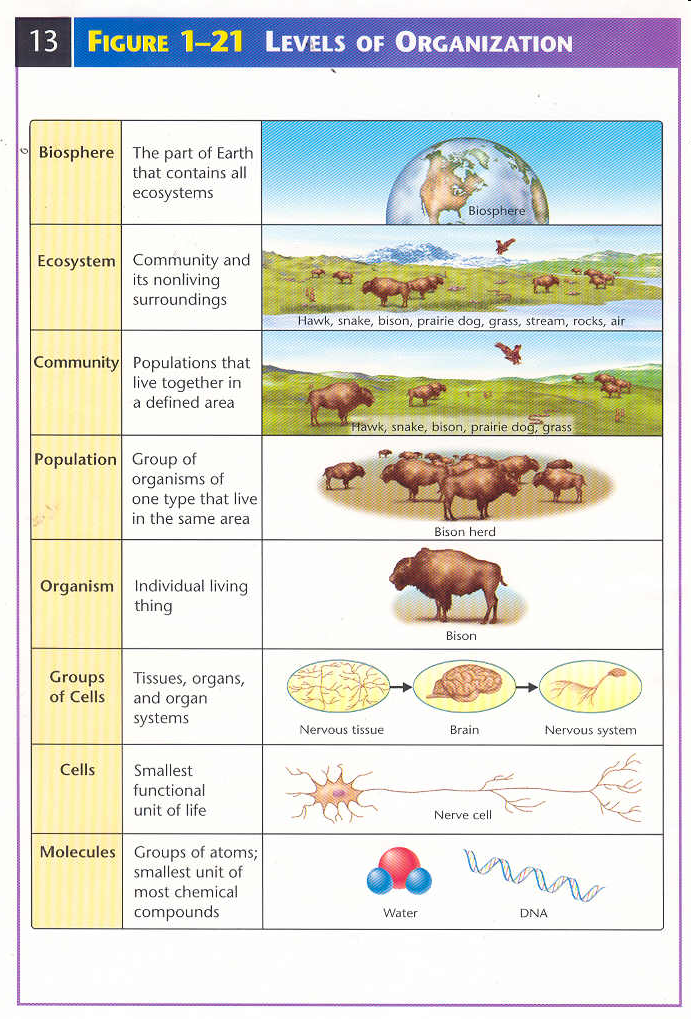 13 FIGURE 1–21 LEVELS OF ORGANIZATION
Biosphere
The part of Earth
that contains all
ecosystems
Biosphere
Ecosystem
Community and
its nonliving
surroundings
Hawk, snake, bison, prairie dog, grass, stream, rocks, air
Community
Populations that
live together in
a defined area
Hawk, snake, bison, prairie dog, grass
Population
Group of
organisms of
one type that live
in the same area
Bison herd
Organism
Individual living
thing
Bison
Groups
of Cells
Tissues, organs,
and organ
systems
Nervous tissue
Brain
Nervous system
Cells
Smallest
functional
unit of life
Nerve cell
Molecules
Groups of atoms;
smallest unit of
most chemical
compounds
Water
DNA